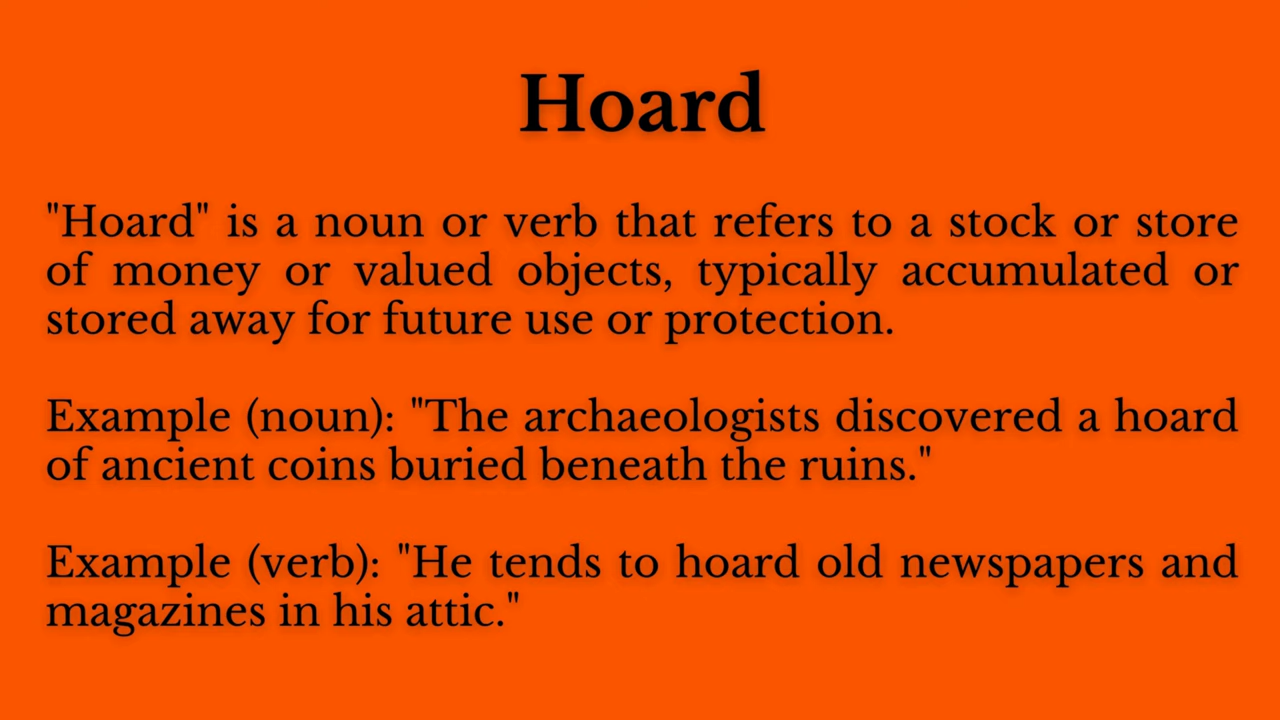 Hoard
"Hoard" is a noun or verb that refers to a stock or store
of money or valued objects, typically accumulated or
stored away for future use or protection.
Example (noun): "The archaeologists discovered a hoard
of ancient coins buried beneath the ruins."
Example (verb): "He tends to hoard old newspapers and
magazines in his attic."